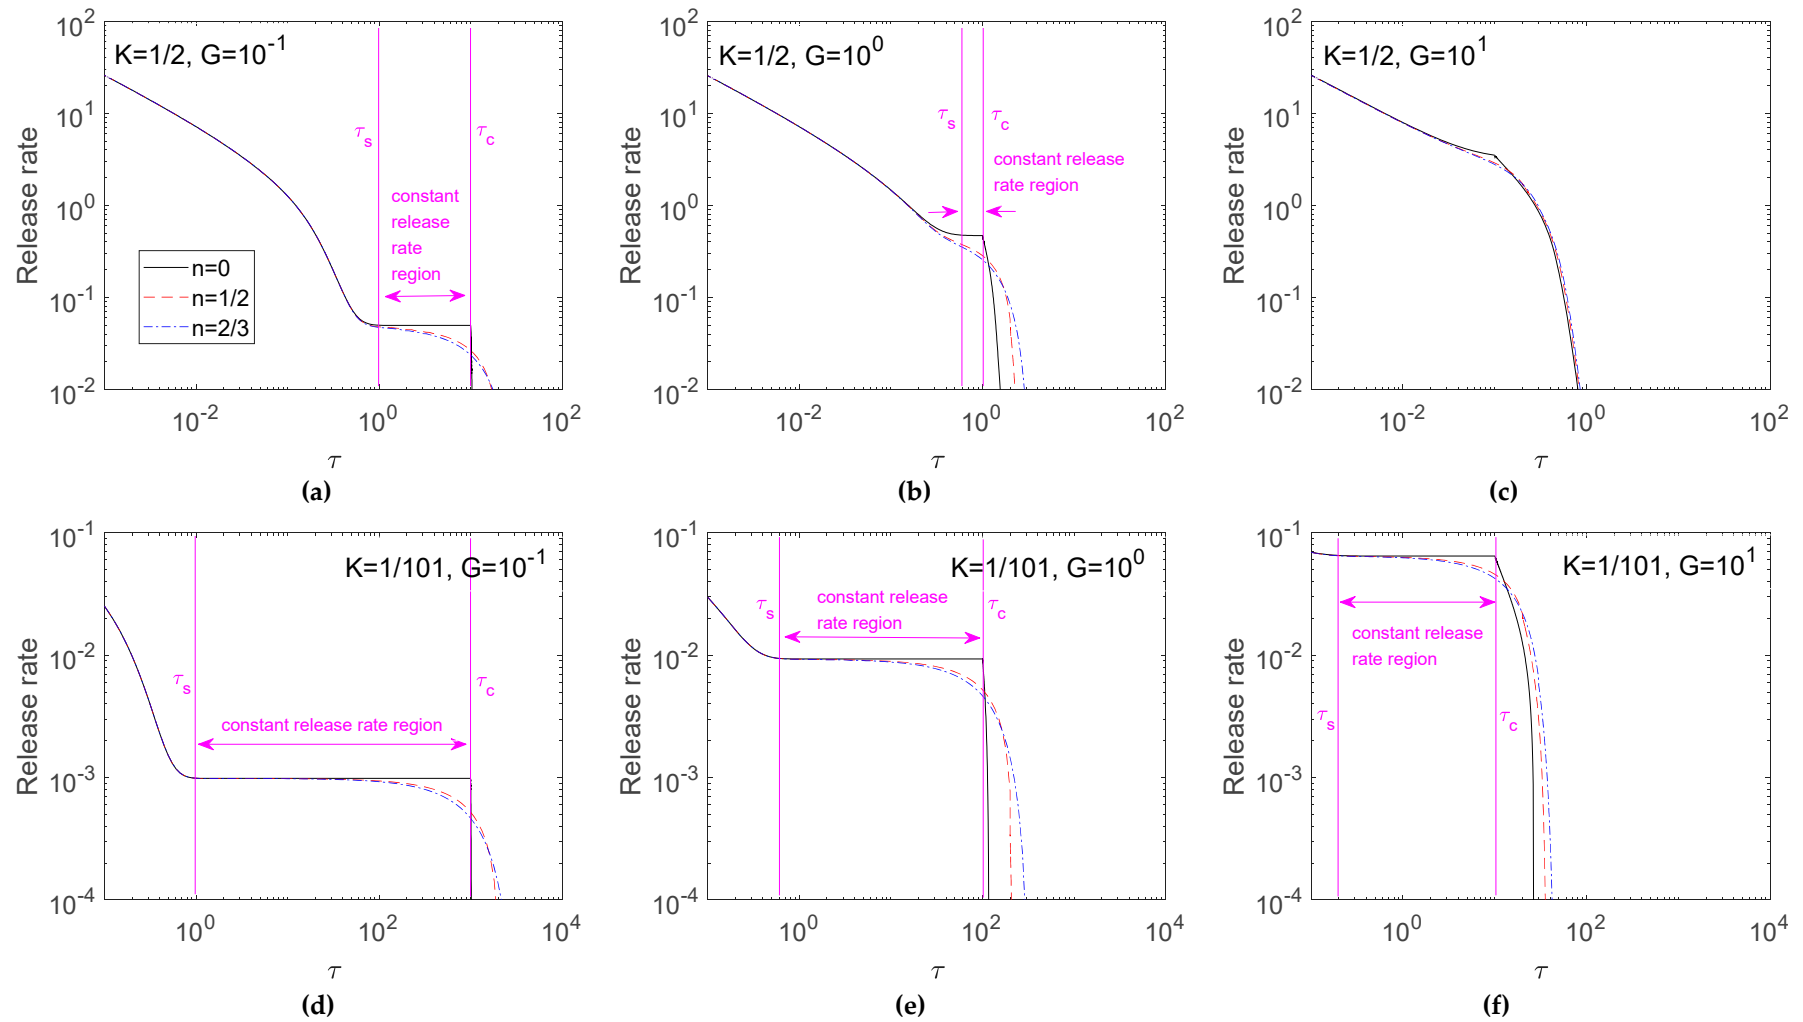 K=1/2, G=10^-1
10^2
10^1
10^0
10^-1
10^-2
Release rate
τ_s
τ_c
constant
release
rate
region
n=0
n=1/2
n=2/3
10^-2
10^0
10^2
τ
(a)
K=1/2, G=10^0
10^2
10^1
10^0
10^-1
10^-2
Release rate
τ_s
τ_c
constant release
rate region
10^-2
10^0
10^2
τ
(b)
K=1/2, G=10^1
10^2
10^1
10^0
10^-1
10^-2
Release rate
10^-2
10^0
10^2
τ
(c)
K=1/101, G=10^-1
10^-1
10^-2
10^-3
10^-4
Release rate
τ_s
τ_c
constant release rate region
10^0
10^2
10^4
τ
(d)
K=1/101, G=10^0
10^-1
10^-2
10^-3
10^-4
Release rate
τ_s
constant release
rate region
τ_c
10^0
10^2
10^4
τ
(e)
K=1/101, G=10^1
10^-1
10^-2
10^-3
10^-4
Release rate
constant release
rate region
τ_s
τ_c
10^0
10^2
10^4
τ
(f)